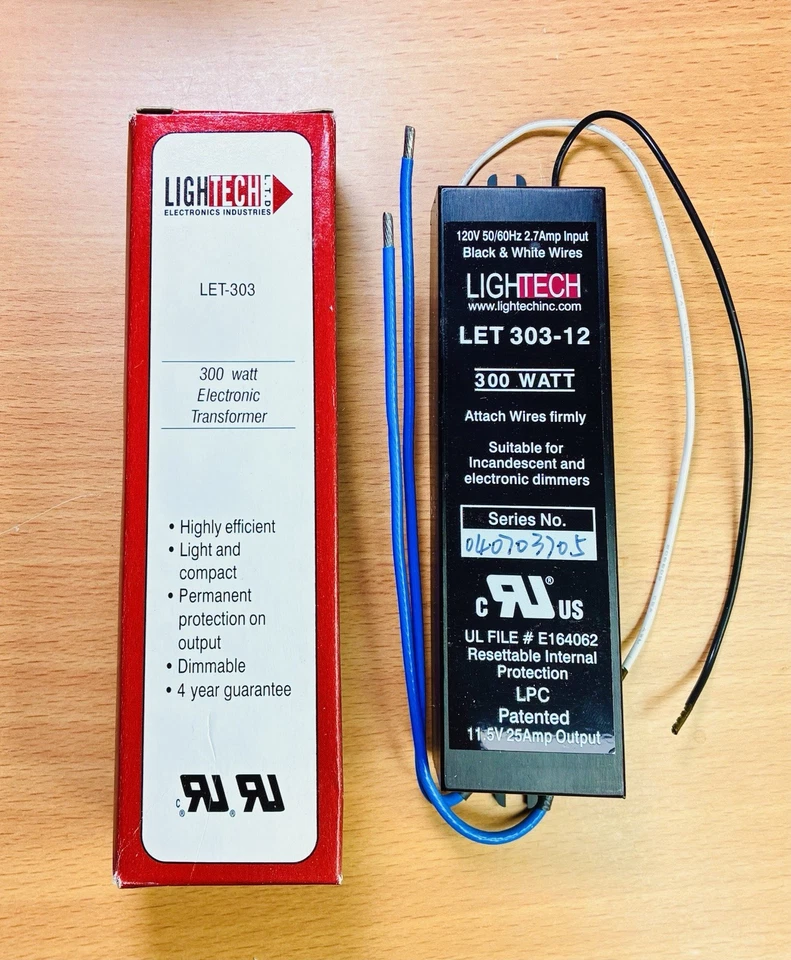 LIGHTECH LTD
ELECTRONICS INDUSTRIES
LET-303
300 watt
Electronic
Transformer
• Highly efficient
• Light and
compact
• Permanent
protection on
output
• Dimmable
• 4 year guarantee
c RU ® RU ®
120V 50/60Hz 2.7Amp Input
Black & White Wires
LIGHTECH
www.lightechinc.com
LET 303-12
300 WATT
Attach Wires firmly
Suitable for
Incandescent and
electronic dimmers
Series No.
040703705
c RU ® US
UL FILE # E164062
Resettable Internal
Protection
LPC
Patented
11.5V 25Amp Output